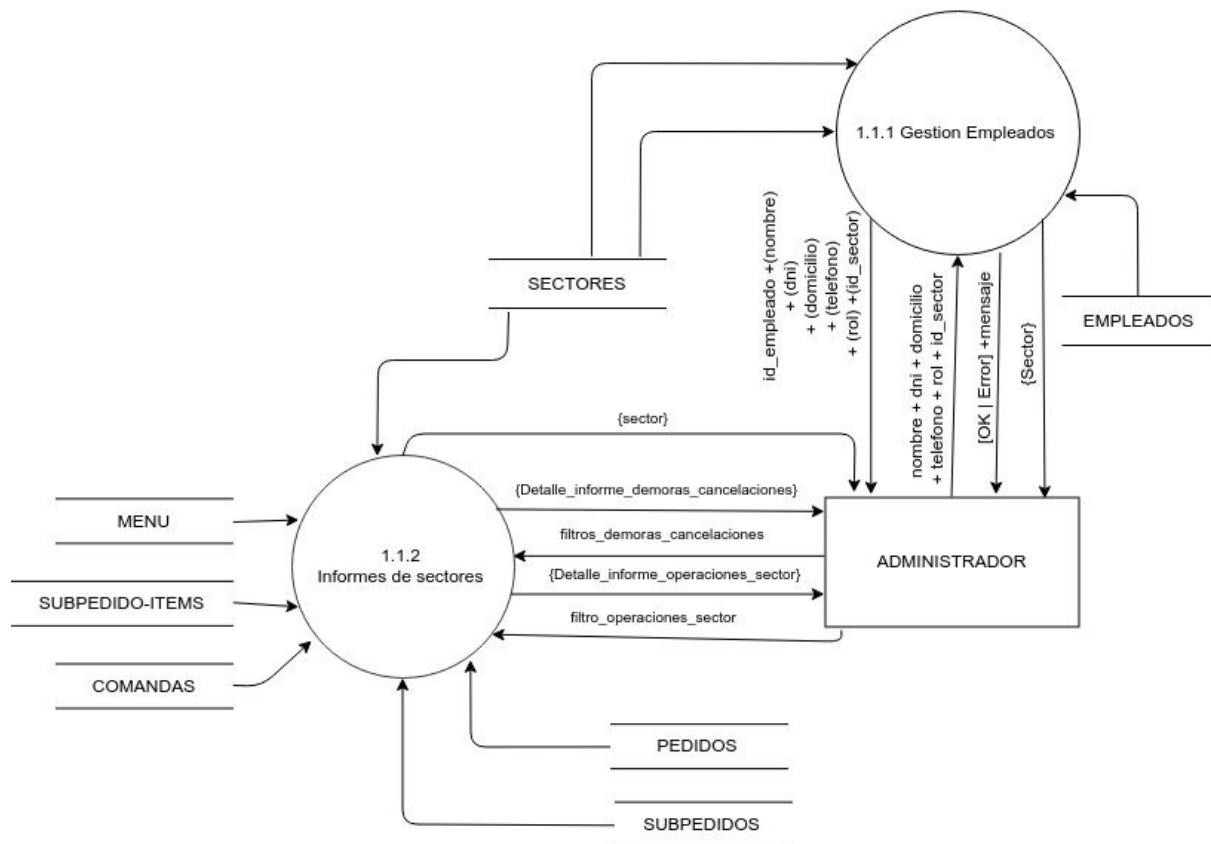 1.1.1 Gestion Empleados
SECTORES
EMPLEADOS
id_empleado +(nombre)
+ (dni)
+ (domicilio)
+ (telefono)
+ (rol) +(id_sector)
nombre + dni + domicilio
+ telefono + rol + id_sector
[OK | Error] +mensaje
{Sector}
{sector}
{Detalle_informe_demoras_cancelaciones}
filtros_demoras_cancelaciones
{Detalle_informe_operaciones_sector}
filtro_operaciones_sector
ADMINISTRADOR
1.1.2
Informes de sectores
MENU
SUBPEDIDO-ITEMS
COMANDAS
PEDIDOS
SUBPEDIDOS